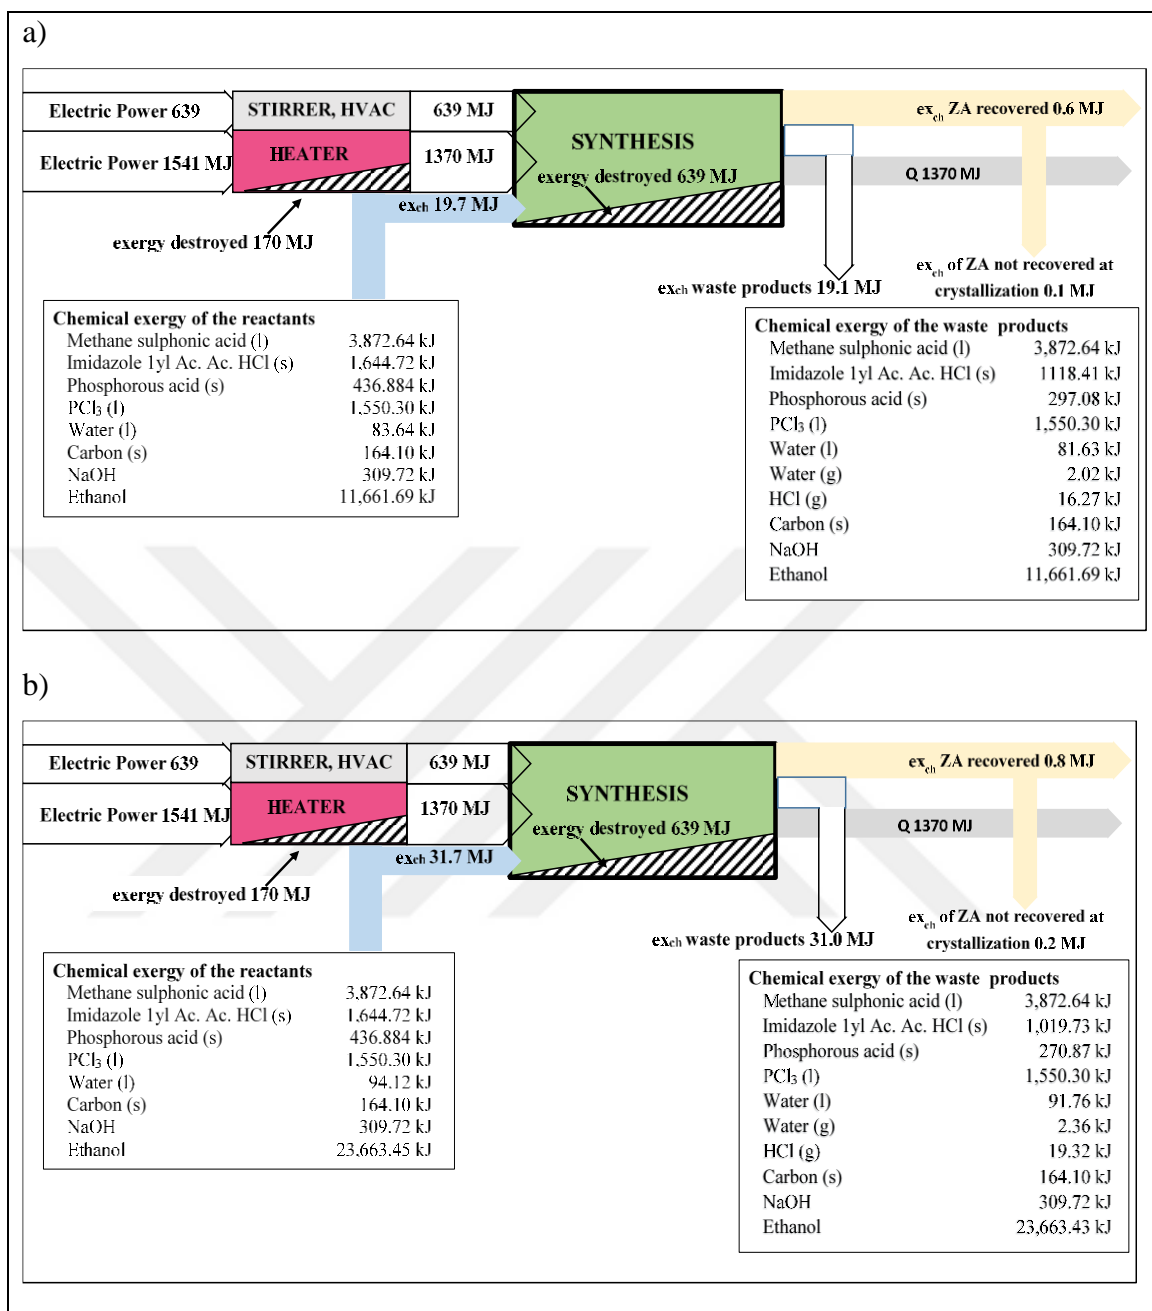 a)
Electric Power 639
STIRRER, HVAC
639 MJ
Electric Power 1541 MJ
HEATER
1370 MJ
SYNTHESIS
exergy destroyed 639 MJ
ex_ch ZA recovered 0.6 MJ
Q 1370 MJ
exergy destroyed 170 MJ
ex_ch 19.7 MJ
ex_ch waste products 19.1 MJ
ex_ch of ZA not recovered at
crystallization 0.1 MJ
Chemical exergy of the reactants
Methane sulphonic acid (l) 3,872.64 kJ
Imidazole 1yl Ac. Ac. HCl (s) 1,644.72 kJ
Phosphorous acid (s) 436.884 kJ
PCl₃ (l) 1,550.30 kJ
Water (l) 83.64 kJ
Carbon (s) 164.10 kJ
NaOH 309.72 kJ
Ethanol 11,661.69 kJ
Chemical exergy of the waste products
Methane sulphonic acid (l) 3,872.64 kJ
Imidazole 1yl Ac. Ac. HCl (s) 1118.41 kJ
Phosphorous acid (s) 297.08 kJ
PCl₃ (l) 1,550.30 kJ
Water (l) 81.63 kJ
Water (g) 2.02 kJ
HCl (g) 16.27 kJ
Carbon (s) 164.10 kJ
NaOH 309.72 kJ
Ethanol 11,661.69 kJ
b)
Electric Power 639
STIRRER, HVAC
639 MJ
Electric Power 1541 MJ
HEATER
1370 MJ
SYNTHESIS
exergy destroyed 639 MJ
ex_ch ZA recovered 0.8 MJ
Q 1370 MJ
exergy destroyed 170 MJ
ex_ch 31.7 MJ
ex_ch waste products 31.0 MJ
ex_ch of ZA not recovered at
crystallization 0.2 MJ
Chemical exergy of the reactants
Methane sulphonic acid (l) 3,872.64 kJ
Imidazole 1yl Ac. Ac. HCl (s) 1,644.72 kJ
Phosphorous acid (s) 436.884 kJ
PCl₃ (l) 1,550.30 kJ
Water (l) 94.12 kJ
Carbon (s) 164.10 kJ
NaOH 309.72 kJ
Ethanol 23,663.45 kJ
Chemical exergy of the waste products
Methane sulphonic acid (l) 3,872.64 kJ
Imidazole 1yl Ac. Ac. HCl (s) 1,019.73 kJ
Phosphorous acid (s) 270.87 kJ
PCl₃ (l) 1,550.30 kJ
Water (l) 91.76 kJ
Water (g) 2.36 kJ
HCl (g) 19.32 kJ
Carbon (s) 164.10 kJ
NaOH 309.72 kJ
Ethanol 23,663.43 kJ